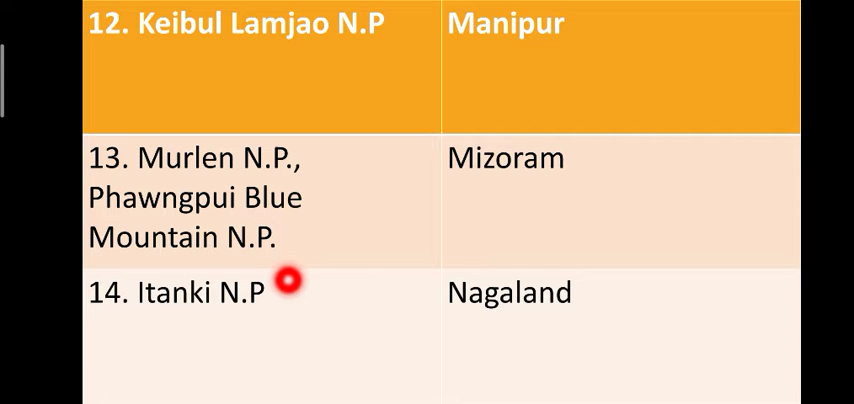 12. Keibul Lamjao N.P
Manipur
13. Murlen N.P.,
Phawngpui Blue
Mountain N.P.
Mizoram
14. Itanki N.P
Nagaland